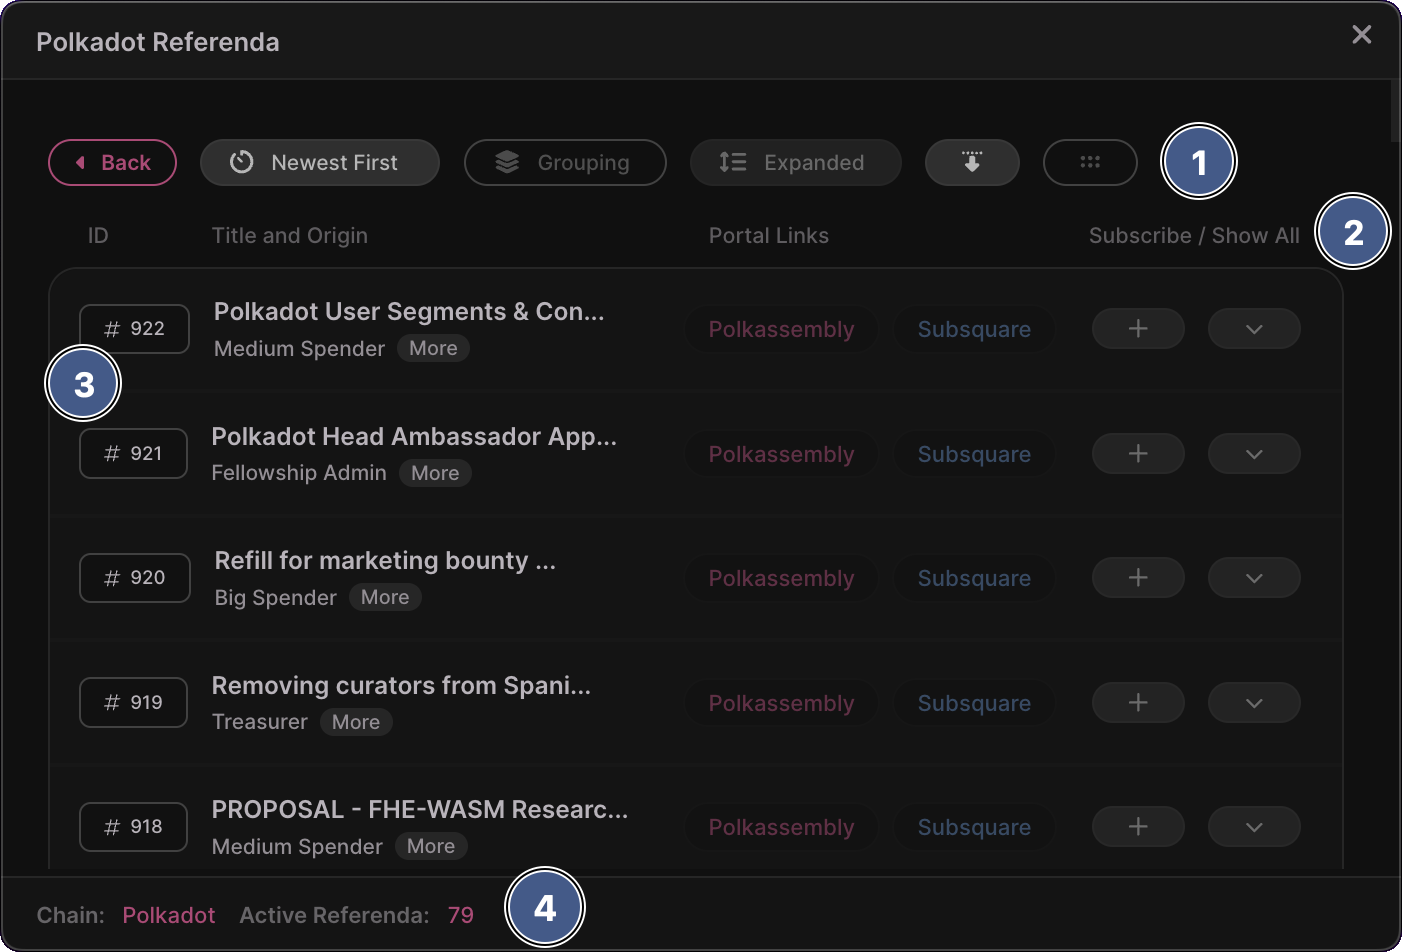 Polkadot Referenda
Back Newest First Grouping Expanded 1
ID Title and Origin Portal Links Subscribe / Show All 2
# 922 Polkadot User Segments & Con... Polkassembly Subsquare
Medium Spender More
3
# 921 Polkadot Head Ambassador App... Polkassembly Subsquare
Fellowship Admin More
# 920 Refill for marketing bounty ... Polkassembly Subsquare
Big Spender More
# 919 Removing curators from Spani... Polkassembly Subsquare
Treasurer More
# 918 PROPOSAL - FHE-WASM Researc... Polkassembly Subsquare
Medium Spender More
Chain: Polkadot Active Referenda: 79 4